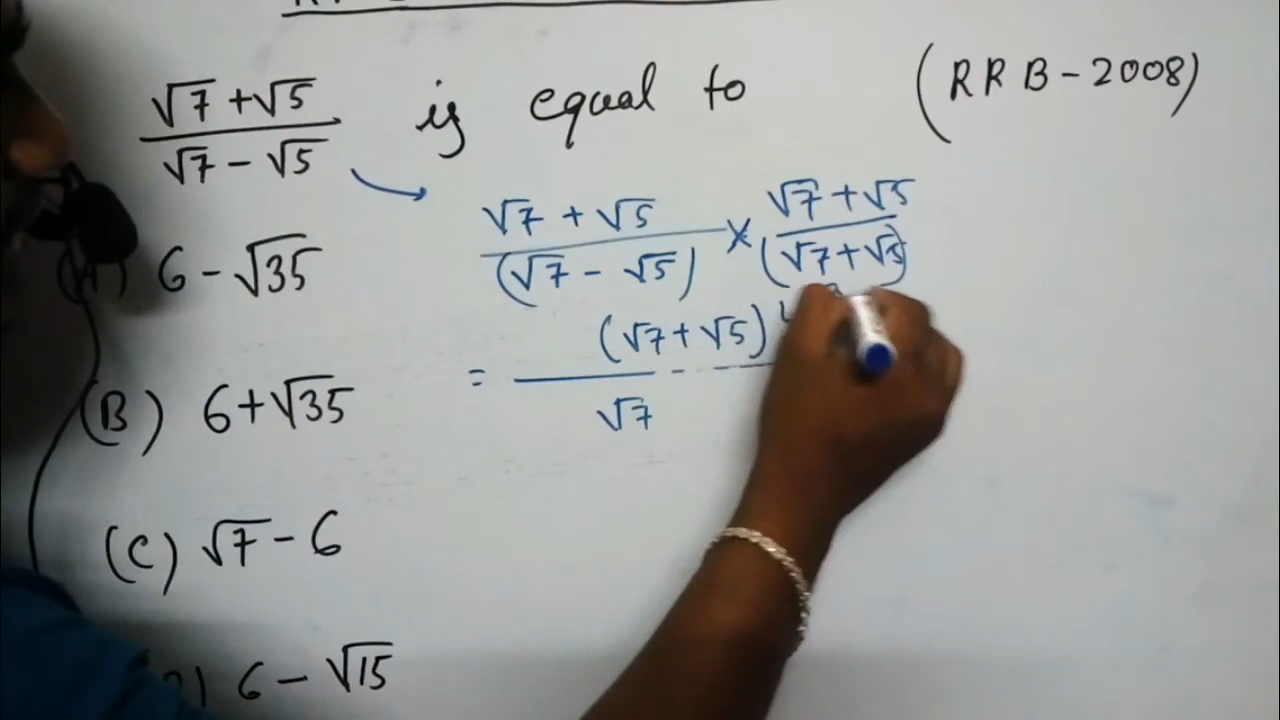 (√7 + √5)/(√7 − √5) is equal to (RRB-2008)
(√7 + √5)/(√7 − √5) × (√7 + √5)/(√7 + √5)
= (√7 + √5)
√7
6 − √35
(B) 6 + √35
(C) √7 − 6
) 6 − √15